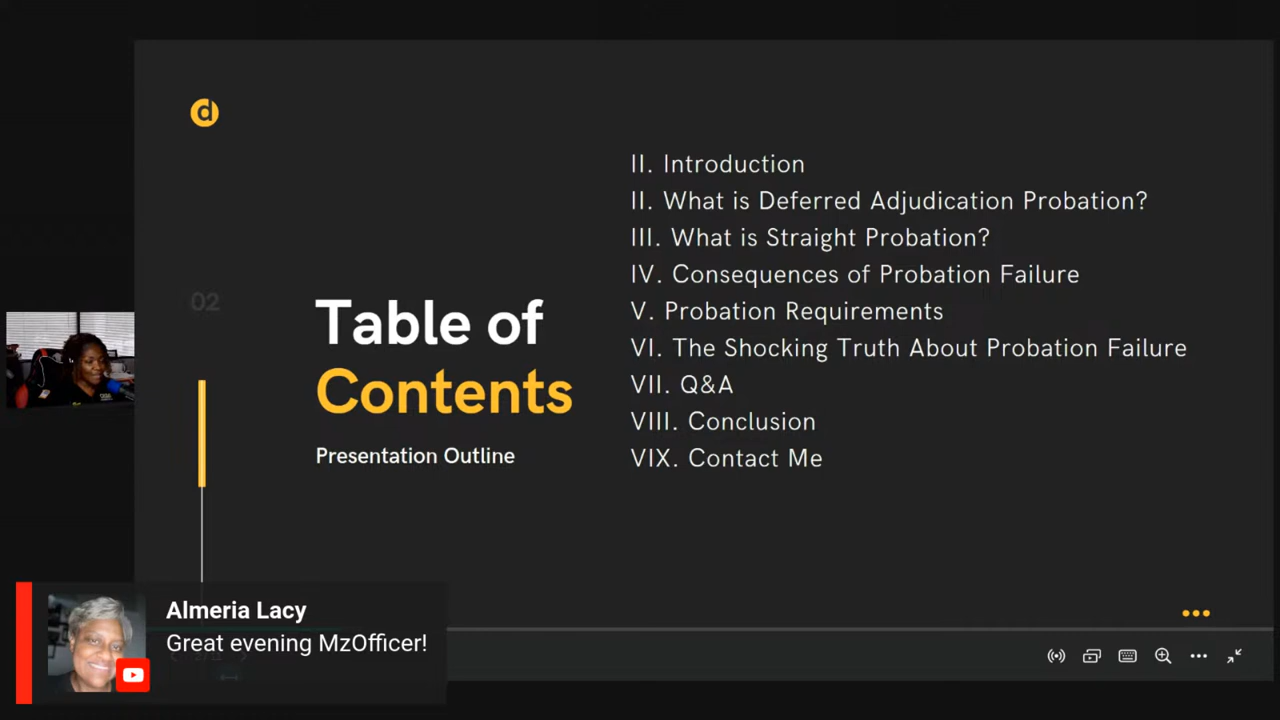 d
II. Introduction
II. What is Deferred Adjudication Probation?
III. What is Straight Probation?
IV. Consequences of Probation Failure
V. Probation Requirements
VI. The Shocking Truth About Probation Failure
VII. Q&A
VIII. Conclusion
VIX. Contact Me
02
Table of
Contents
Presentation Outline
Almeria Lacy
Great evening MzOfficer!